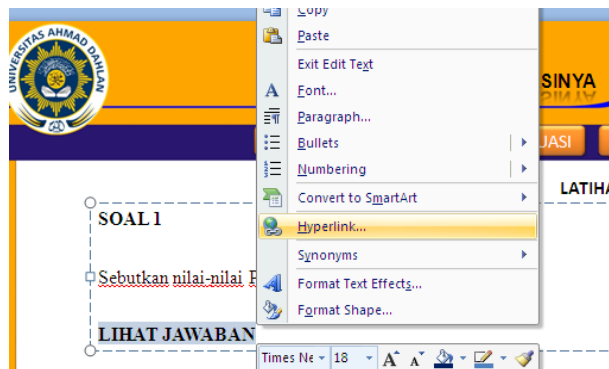 Copy
UNIVERSITAS AHMAD DAHLAN
Paste
Exit Edit Text
SINYA
Font...
Paragraph...
Bullets
JASI
Numbering
Convert to SmartArt
LATIHA
SOAL 1
Hyperlink...
Synonyms
Sebutkan nilai-nilai
Format Text Effects...
Format Shape...
LIHAT JAWABAN
Times Ne 18 A A